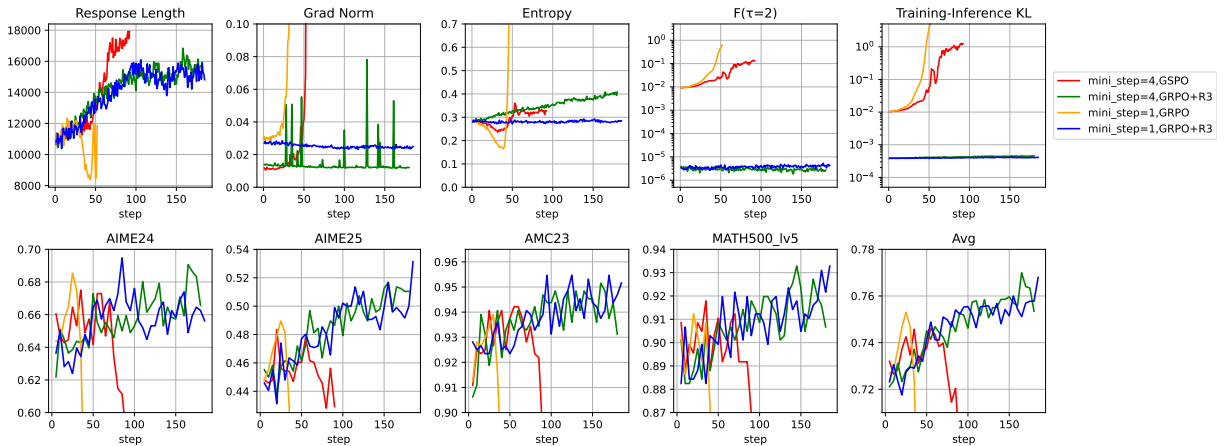 Response Length
18000
16000
14000
12000
10000
8000
0 50 100 150
step
Grad Norm
0.10
0.08
0.06
0.04
0.02
0.00
0 50 100 150
step
Entropy
0.7
0.6
0.5
0.4
0.3
0.2
0.1
0.0
0 50 100 150
step
F(τ=2)
10⁰
10⁻¹
10⁻²
10⁻³
10⁻⁴
10⁻⁵
10⁻⁶
0 50 100 150
step
Training-Inference KL
10⁰
10⁻¹
10⁻²
10⁻³
10⁻⁴
0 50 100 150
step
mini_step=4,GSPO
mini_step=4,GRPO+R3
mini_step=1,GRPO
mini_step=1,GRPO+R3
AIME24
0.70
0.68
0.66
0.64
0.62
0.60
0 50 100 150
step
AIME25
0.54
0.52
0.50
0.48
0.46
0.44
0 50 100 150
step
AMC23
0.96
0.95
0.94
0.93
0.92
0.91
0.90
0 50 100 150
step
MATH500_lv5
0.94
0.93
0.92
0.91
0.90
0.89
0.88
0.87
0 50 100 150
step
Avg
0.78
0.76
0.74
0.72
0 50 100 150
step